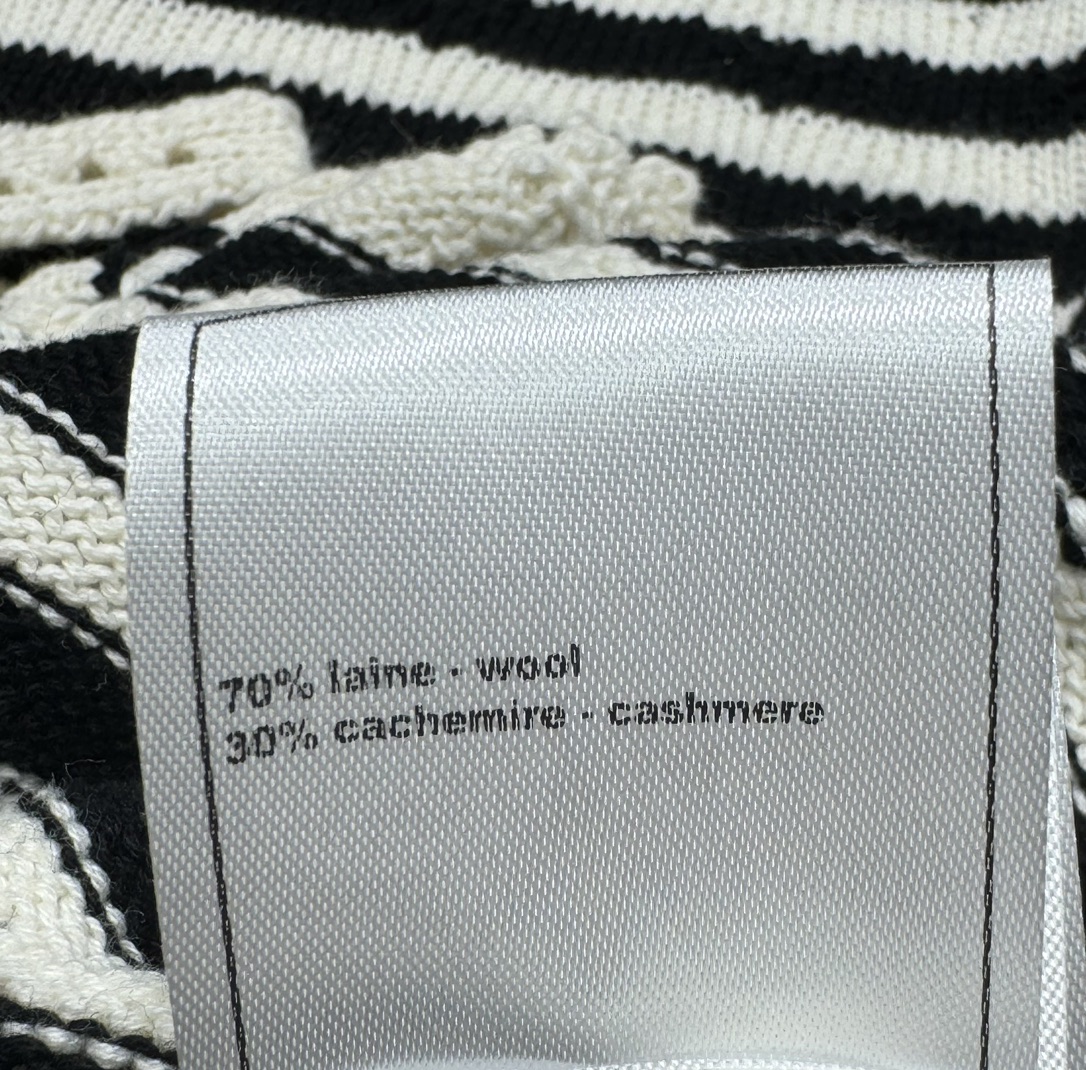 70% laine - wool
30% cachemire - cashmere